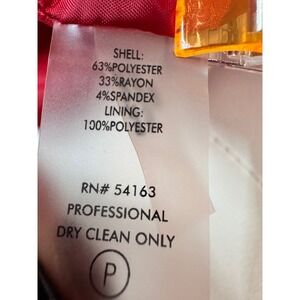 SHELL:
63%POLYESTER
33%RAYON
4%SPANDEX
LINING:
100%POLYESTER
RN# 54163
PROFESSIONAL
DRY CLEAN ONLY
P